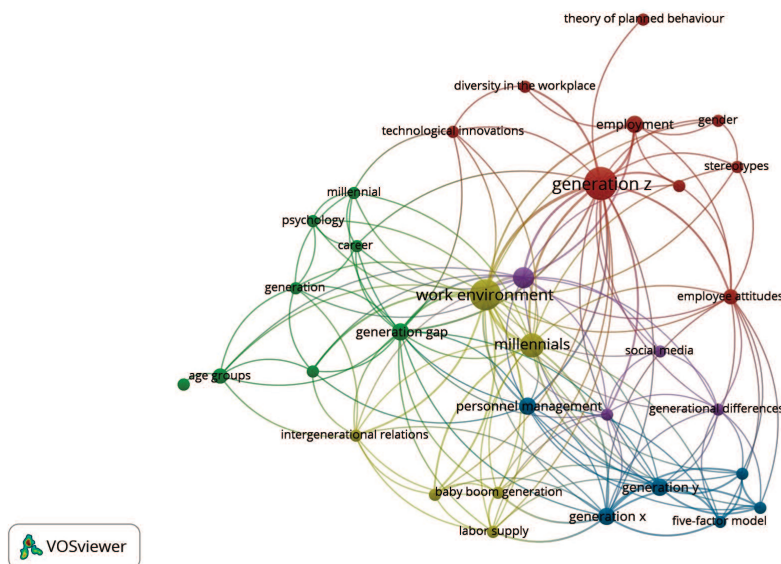 theory of planned behaviour
diversity in the workplace
employment
gender
technological innovations
stereotypes
generation z
millennial
psychology
career
generation
work environment
employee attitudes
generation gap
millennials
social media
age groups
personnel management
generational differences
intergenerational relations
generation y
baby boom generation
generation x
five-factor model
labor supply
VOSviewer